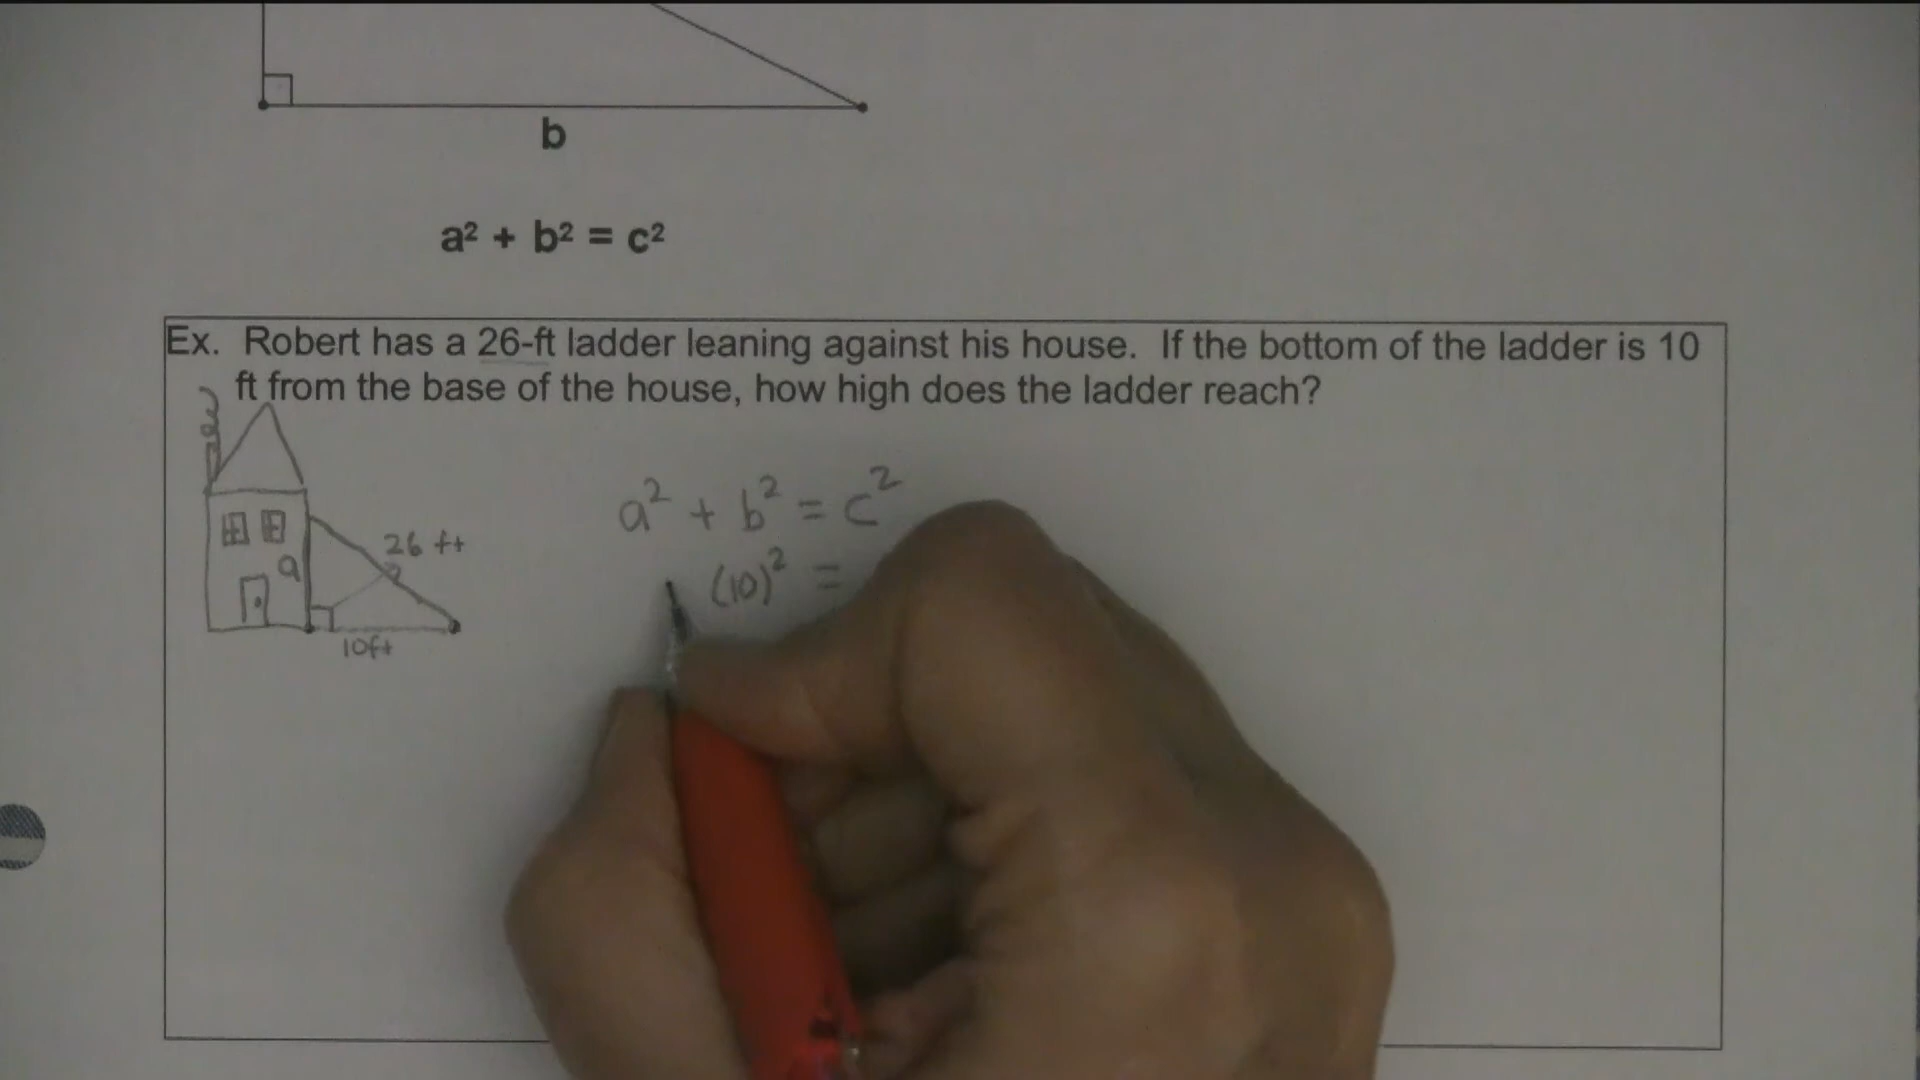 b
a² + b² = c²
Ex. Robert has a 26-ft ladder leaning against his house. If the bottom of the ladder is 10
ft from the base of the house, how high does the ladder reach?
a² + b² = c²
(10)² =
26 ft
a
10ft